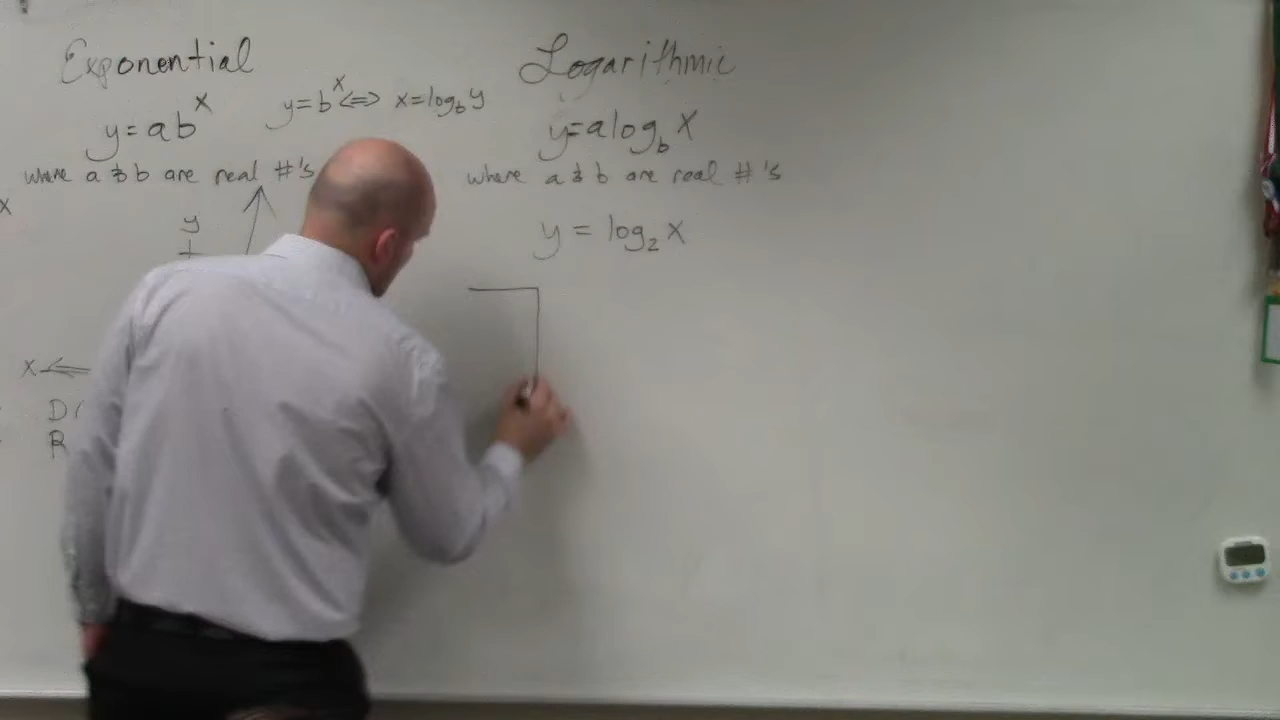 Exponential
y=ab^x
y=b^x <=> x=log_b y
where a & b are real #'s
x
y
x
D
R
Logarithmic
y=alog_b x
where a & b are real #'s
y = log_2 x